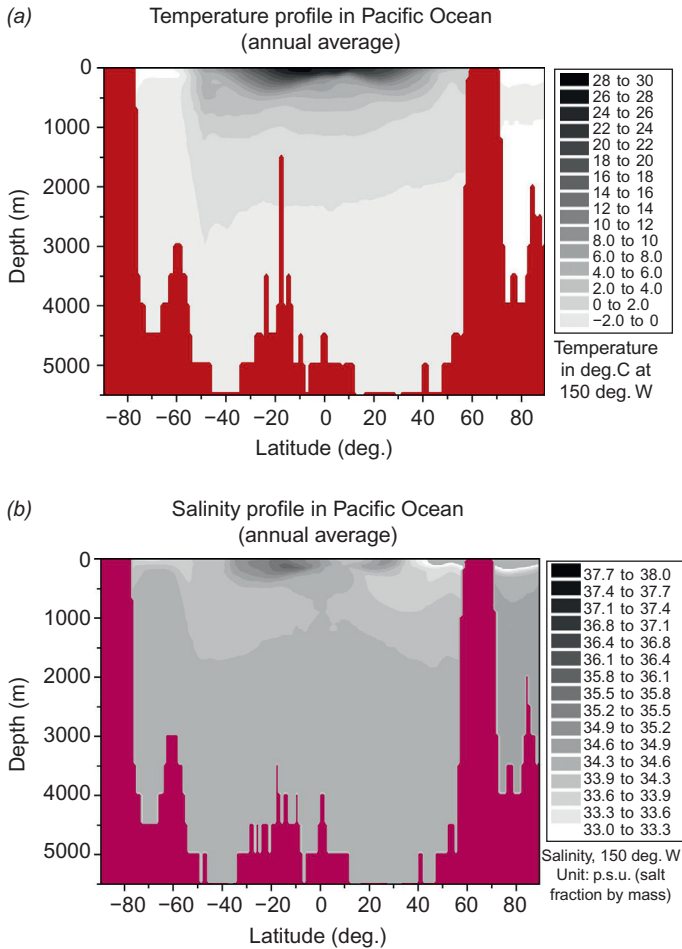 (a)
Temperature profile in Pacific Ocean
(annual average)
0
1000
2000
3000
4000
5000
Depth (m)
−80 −60 −40 −20 0 20 40 60 80
Latitude (deg.)
28 to 30
26 to 28
24 to 26
22 to 24
20 to 22
18 to 20
16 to 18
14 to 16
12 to 14
10 to 12
8.0 to 10
6.0 to 8.0
4.0 to 6.0
2.0 to 4.0
0 to 2.0
−2.0 to 0
Temperature
in deg.C at
150 deg. W
(b)
Salinity profile in Pacific Ocean
(annual average)
0
1000
2000
3000
4000
5000
Depth (m)
−80 −60 −40 −20 0 20 40 60 80
Latitude (deg.)
37.7 to 38.0
37.4 to 37.7
37.1 to 37.4
36.8 to 37.1
36.4 to 36.8
36.1 to 36.4
35.8 to 36.1
35.5 to 35.8
35.2 to 35.5
34.9 to 35.2
34.6 to 34.9
34.3 to 34.6
33.9 to 34.3
33.6 to 33.9
33.3 to 33.6
33.0 to 33.3
Salinity, 150 deg. W
Unit: p.s.u. (salt
fraction by mass)